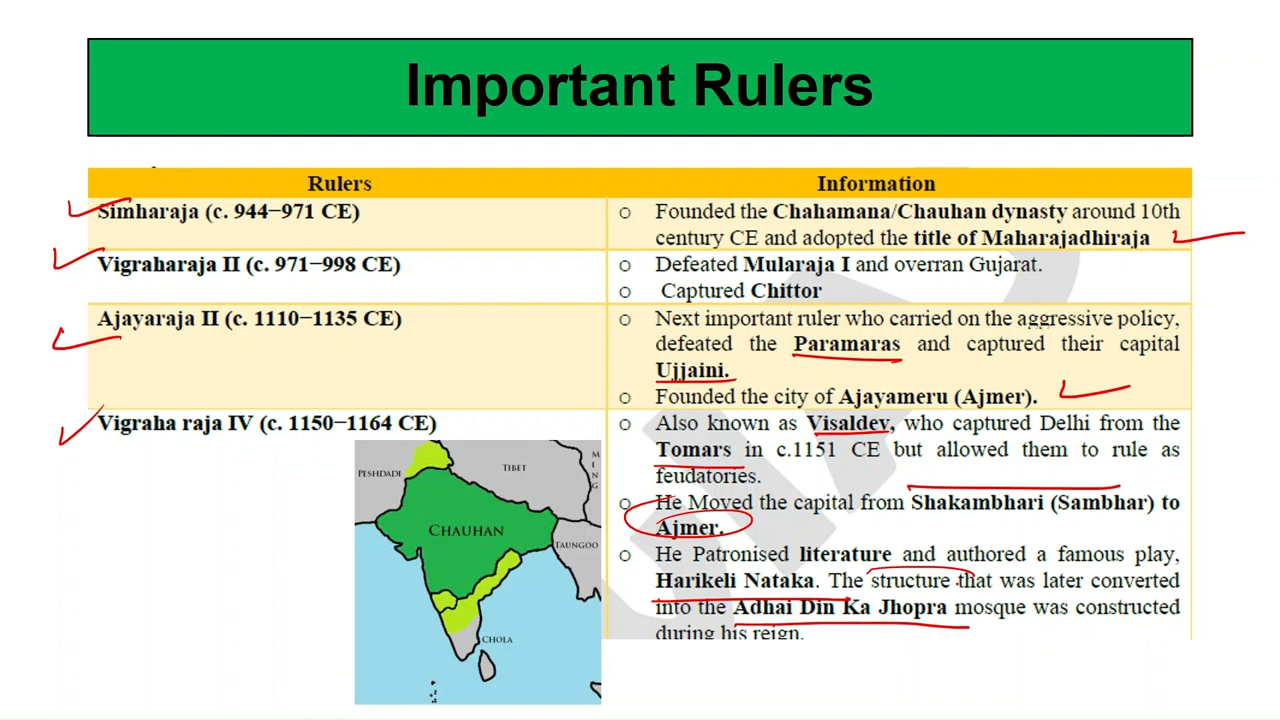 Important Rulers
Rulers Information
Simharaja (c. 944–971 CE)
o Founded the Chahamana/Chauhan dynasty around 10th
century CE and adopted the title of Maharajadhiraja
Vigraharaja II (c. 971–998 CE)
o Defeated Mularaja I and overran Gujarat.
o Captured Chittor
Ajayaraja II (c. 1110–1135 CE)
o Next important ruler who carried on the aggressive policy,
defeated the Paramaras and captured their capital
Ujjaini.
o Founded the city of Ajayameru (Ajmer).
Vigraha raja IV (c. 1150–1164 CE)
o Also known as Visaldev, who captured Delhi from the
Tomars in c.1151 CE but allowed them to rule as
feudatories.
o He Moved the capital from Shakambhari (Sambhar) to
Ajmer.
o He Patronised literature and authored a famous play,
Harikeli Nataka. The structure that was later converted
into the Adhai Din Ka Jhopra mosque was constructed
during his reign.
PESHDADI
TIBET
MING
CHAUHAN
TAUNGOO
CHOLA